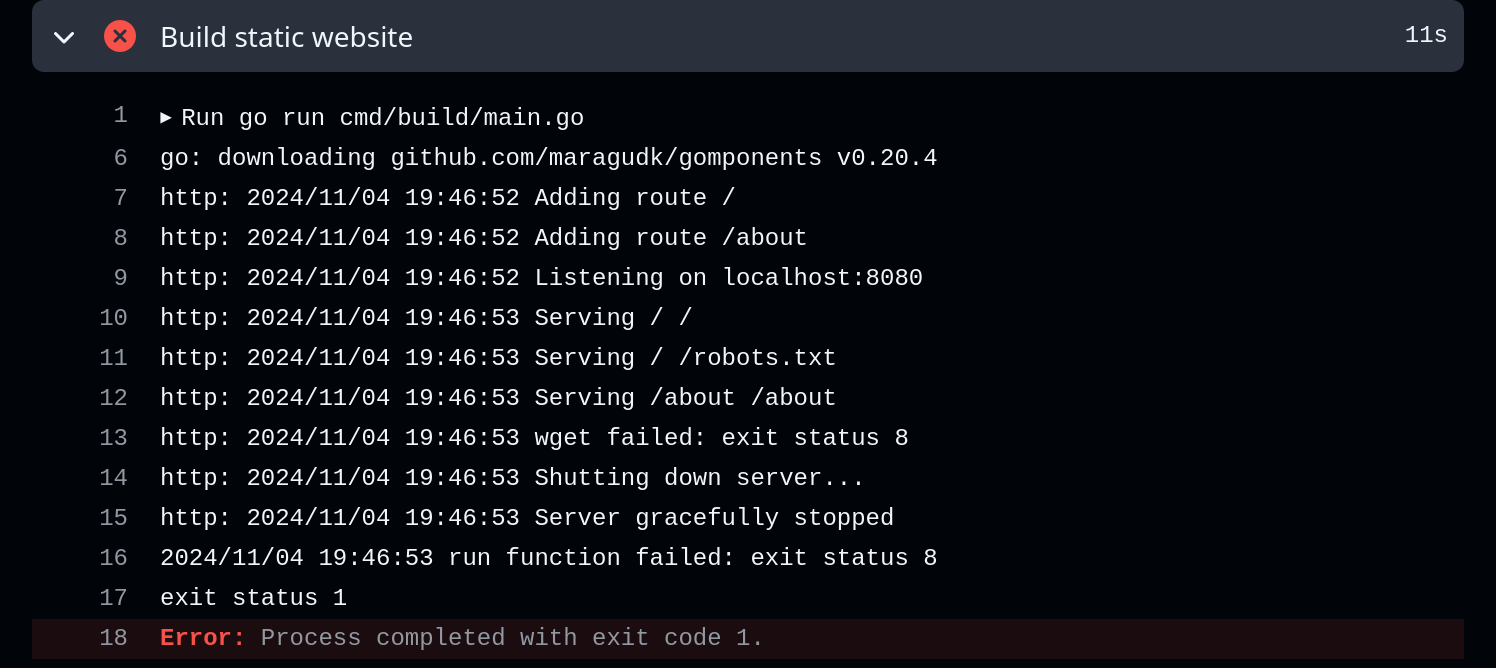 Build static website 11s
1 ▶ Run go run cmd/build/main.go
6 go: downloading github.com/maragudk/gomponents v0.20.4
7 http: 2024/11/04 19:46:52 Adding route /
8 http: 2024/11/04 19:46:52 Adding route /about
9 http: 2024/11/04 19:46:52 Listening on localhost:8080
10 http: 2024/11/04 19:46:53 Serving / /
11 http: 2024/11/04 19:46:53 Serving / /robots.txt
12 http: 2024/11/04 19:46:53 Serving /about /about
13 http: 2024/11/04 19:46:53 wget failed: exit status 8
14 http: 2024/11/04 19:46:53 Shutting down server...
15 http: 2024/11/04 19:46:53 Server gracefully stopped
16 2024/11/04 19:46:53 run function failed: exit status 8
17 exit status 1
18 Error: Process completed with exit code 1.